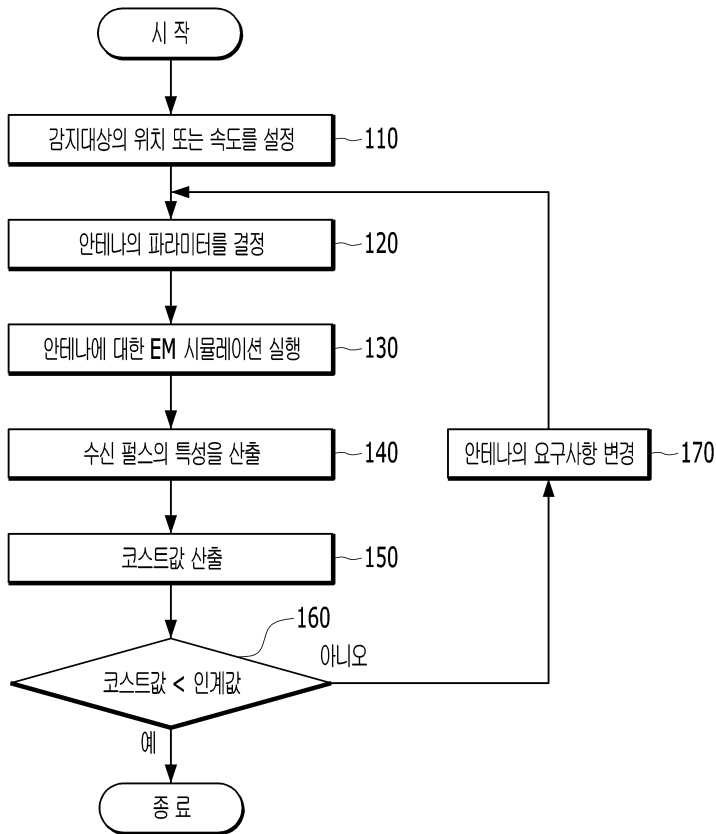 시 작
감지대상의 위치 또는 속도를 설정
110
안테나의 파라미터를 결정
120
안테나에 대한 EM 시뮬레이션 실행
130
수신 펄스의 특성을 산출
140
안테나의 요구사항 변경
170
코스트값 산출
150
160
코스트값 < 인계값
아니오
예
종 료